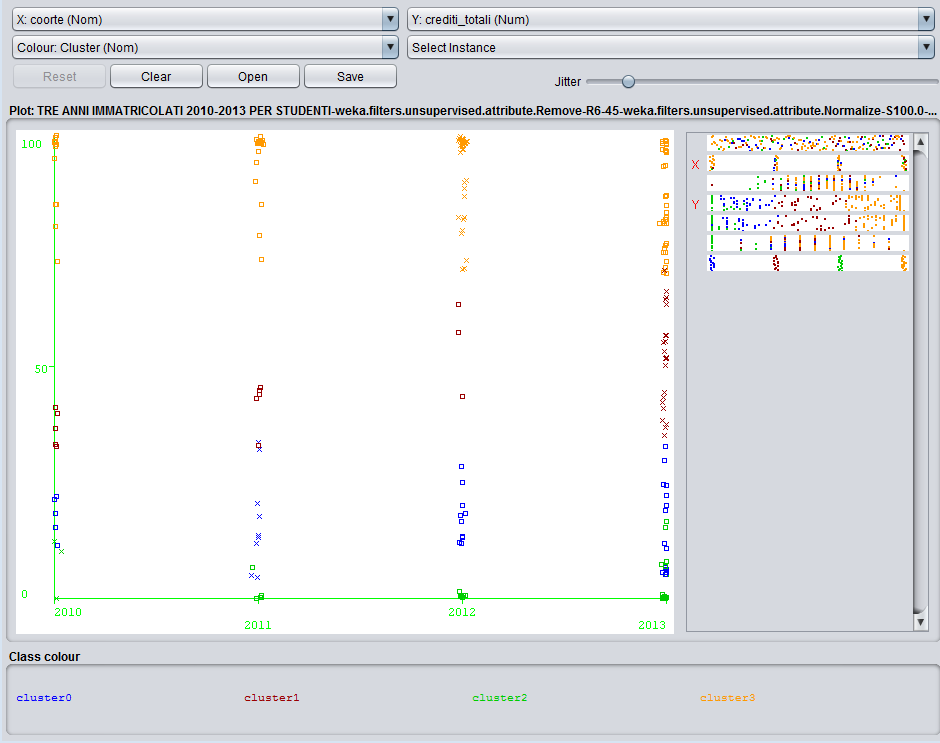 X: coorte (Nom)
Y: crediti_totali (Num)
Colour: Cluster (Nom)
Select Instance
Reset
Clear
Open
Save
Jitter
Plot: TRE ANNI IMMATRICOLATI 2010-2013 PER STUDENTI-weka.filters.unsupervised.attribute.Remove-R6-45-weka.filters.unsupervised.attribute.Normalize-S100.0-...
100
50
0
2010
2011
2012
2013
X
Y
Class colour
cluster0
cluster1
cluster2
cluster3